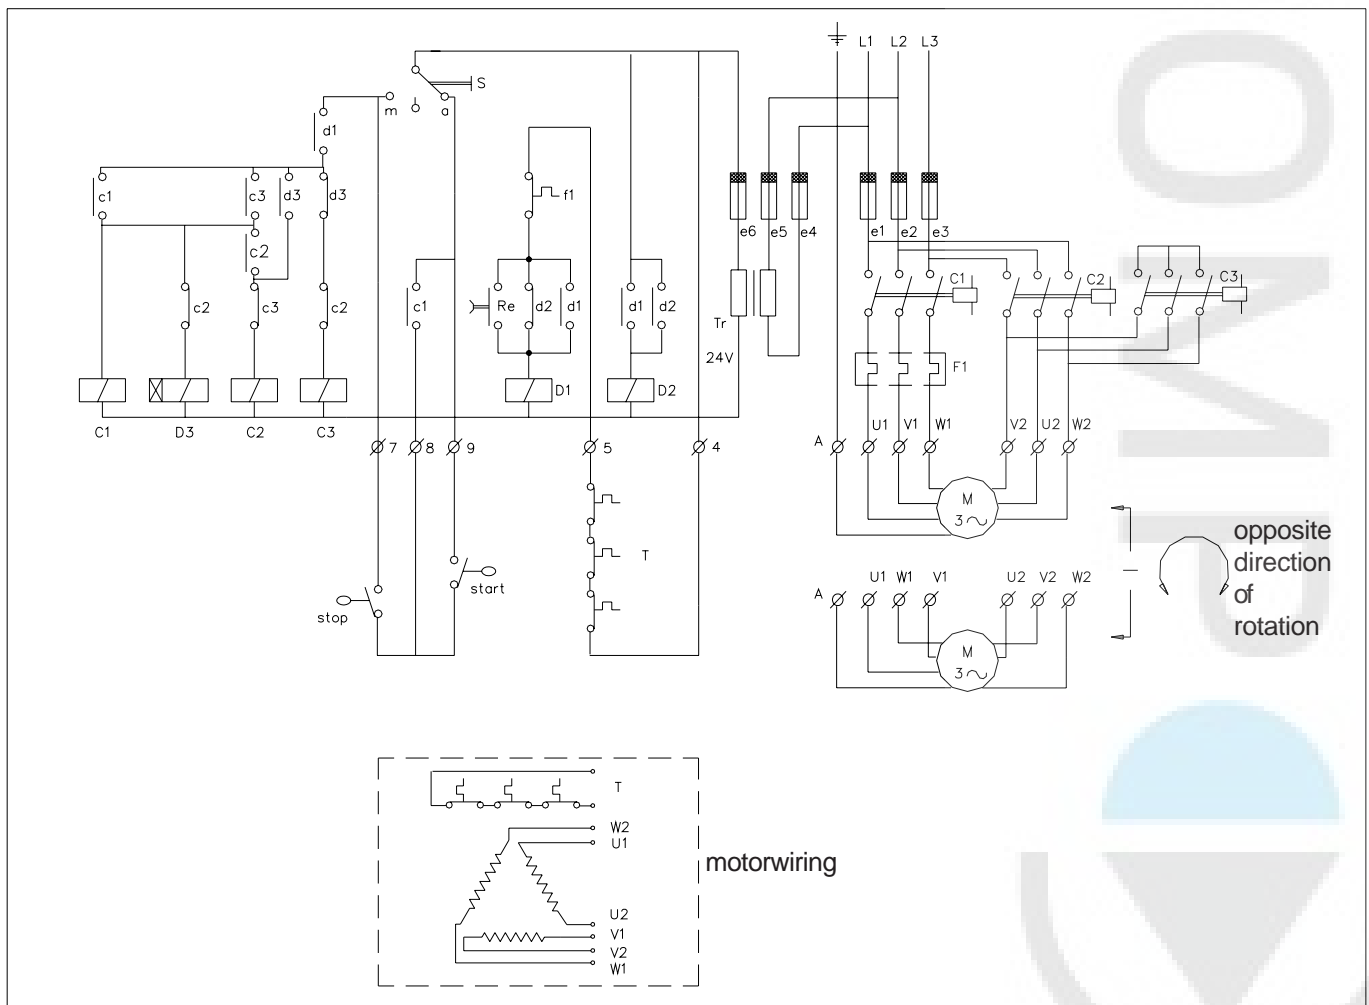 L1 L2 L3
S
m a
d1
c1 c3 d3 d3
f1
e6 e5 e4 e1 e2 e3
c2
C1 C2 C3
c2 c3 c2 c1 Re d2 d1 d1 d2
Tr
24V
F1
D1 D2
C1 D3 C2 C3
A U1 V1 W1 V2 U2 W2
7 8 9 5 4
M
3
T
start
stop
opposite
direction
of
rotation
A U1 W1 V1 U2 V2 W2
M
3
T
W2
U1
motorwiring
U2
V1
V2
W1